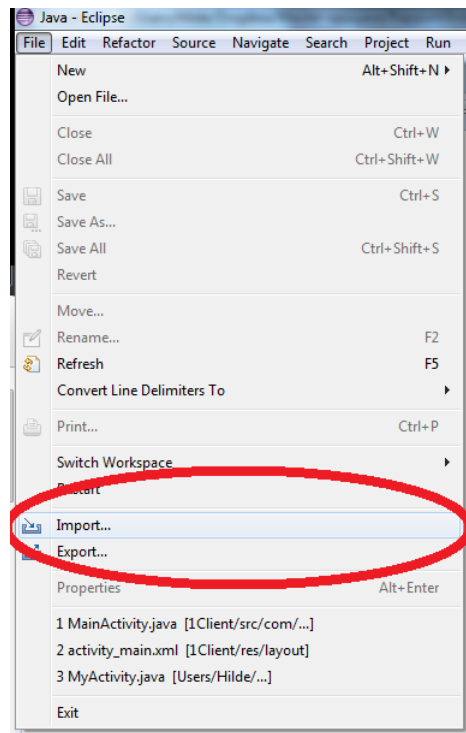 Java - Eclipse
File Edit Refactor Source Navigate Search Project Run
New Alt+Shift+N
Open File...
Close Ctrl+W
Close All Ctrl+Shift+W
Save Ctrl+S
Save As...
Save All Ctrl+Shift+S
Revert
Move...
Rename... F2
Refresh F5
Convert Line Delimiters To
Print... Ctrl+P
Switch Workspace
Restart
Import...
Export...
Properties Alt+Enter
1 MainActivity.java [1Client/src/com/...]
2 activity_main.xml [1Client/res/layout]
3 MyActivity.java [Users/Hilde/...]
Exit